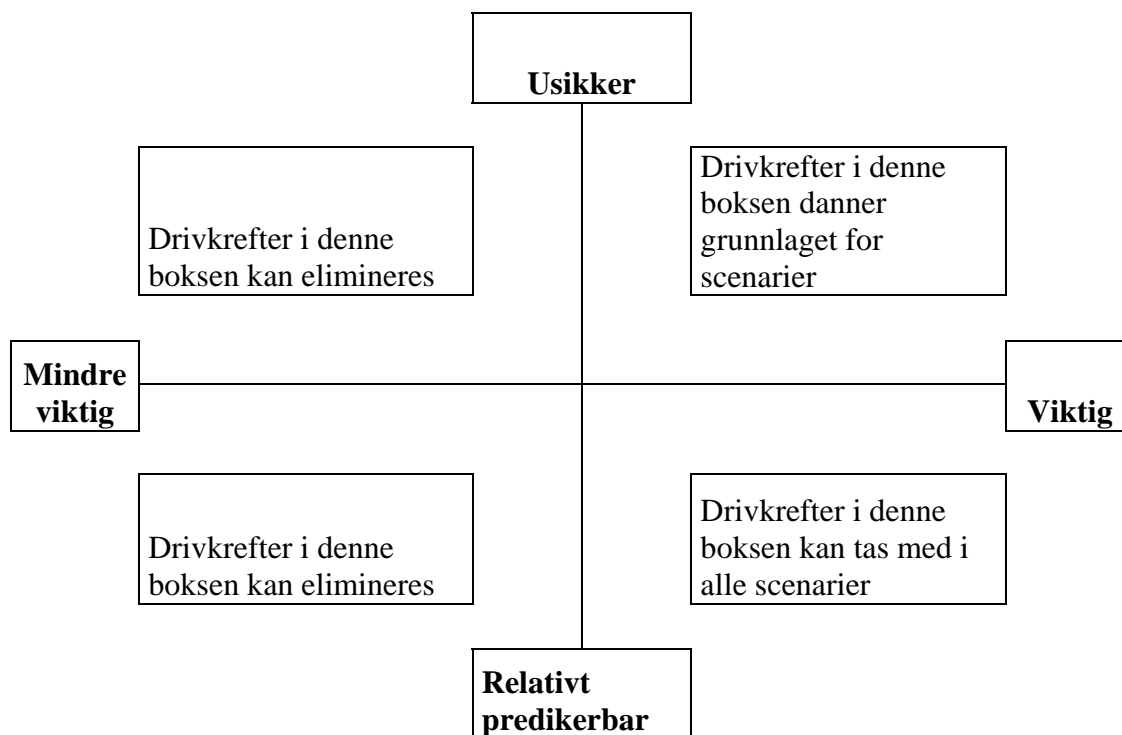 Usikker
Drivkrefter i denne
boksen kan elimineres
Drivkrefter i denne
boksen danner
grunnlaget for
scenarier
Mindre
viktig
Viktig
Drivkrefter i denne
boksen kan elimineres
Drivkrefter i denne
boksen kan tas med i
alle scenarier
Relativt
predikerbar